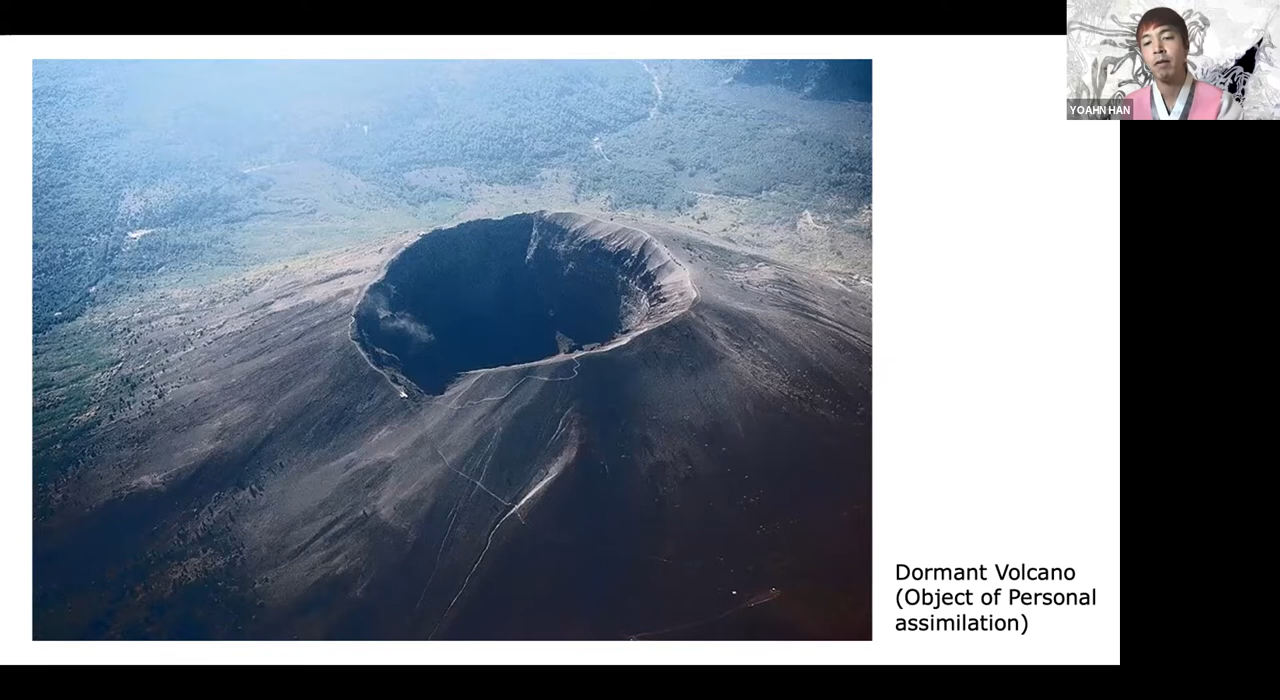 YOAHN HAN
Dormant Volcano
(Object of Personal
assimilation)